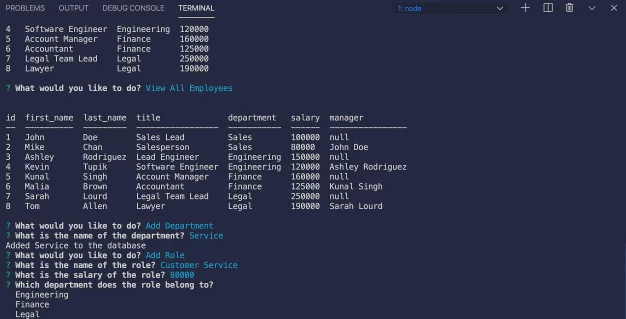 PROBLEMS OUTPUT DEBUG CONSOLE TERMINAL 1: node
4 Software Engineer Engineering 120000
5 Account Manager Finance 160000
6 Accountant Finance 125000
7 Legal Team Lead Legal 250000
8 Lawyer Legal 190000
? What would you like to do? View All Employees
id first_name last_name title department salary manager
1 John Doe Sales Lead Sales 100000 null
2 Mike Chan Salesperson Sales 80000 John Doe
3 Ashley Rodriguez Lead Engineer Engineering 150000 null
4 Kevin Tupik Software Engineer Engineering 120000 Ashley Rodriguez
5 Kunal Singh Account Manager Finance 160000 null
6 Malia Brown Accountant Finance 125000 Kunal Singh
7 Sarah Lourd Legal Team Lead Legal 250000 null
8 Tom Allen Lawyer Legal 190000 Sarah Lourd
? What would you like to do? Add Department
? What is the name of the department? Service
Added Service to the database
? What would you like to do? Add Role
? What is the name of the role? Customer Service
? What is the salary of the role? 80000
? Which department does the role belong to?
Engineering
Finance
Legal